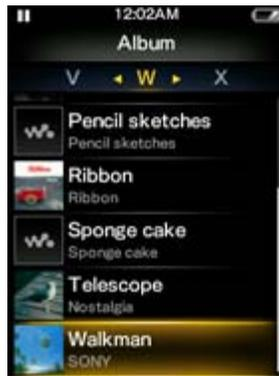 12:02AM
Album
V W X
Pencil sketches
Pencil sketches
Ribbon
Ribbon
Sponge cake
Sponge cake
Telescope
Nostalgia
Walkman
SONY